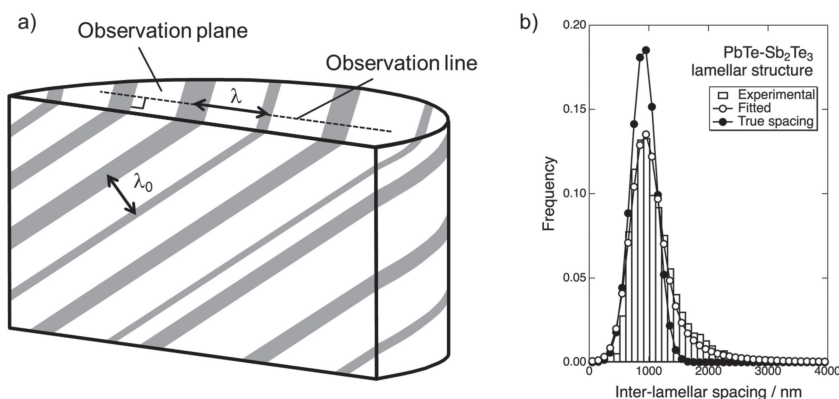 a)
Observation plane
Observation line
λ
λ₀
b)
0.20
0.15
0.10
0.05
0.00
Frequency
PbTe-Sb₂Te₃
lamellar structure
Experimental
Fitted
True spacing
0
1000
2000
3000
4000
Inter-lamellar spacing / nm